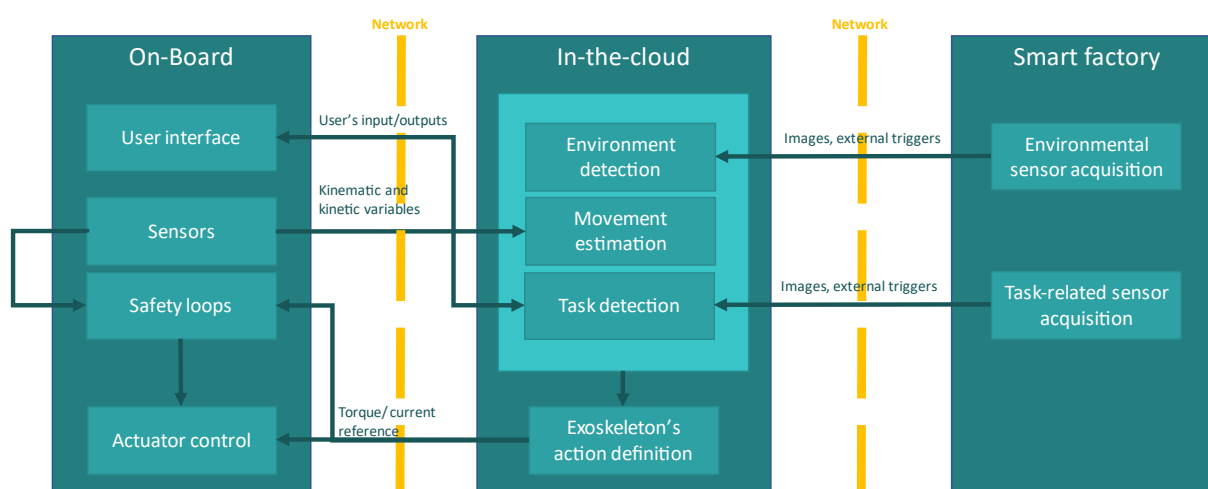 Network
Network
On-Board
In-the-cloud
Smart factory
User interface
User's input/outputs
Environment
detection
Images, external triggers
Environmental
sensor acquisition
Sensors
Kinematic and
kinetic variables
Movement
estimation
Safety loops
Task detection
Images, external triggers
Task-related sensor
acquisition
Actuator control
Torque/ current
reference
Exoskeleton's
action definition